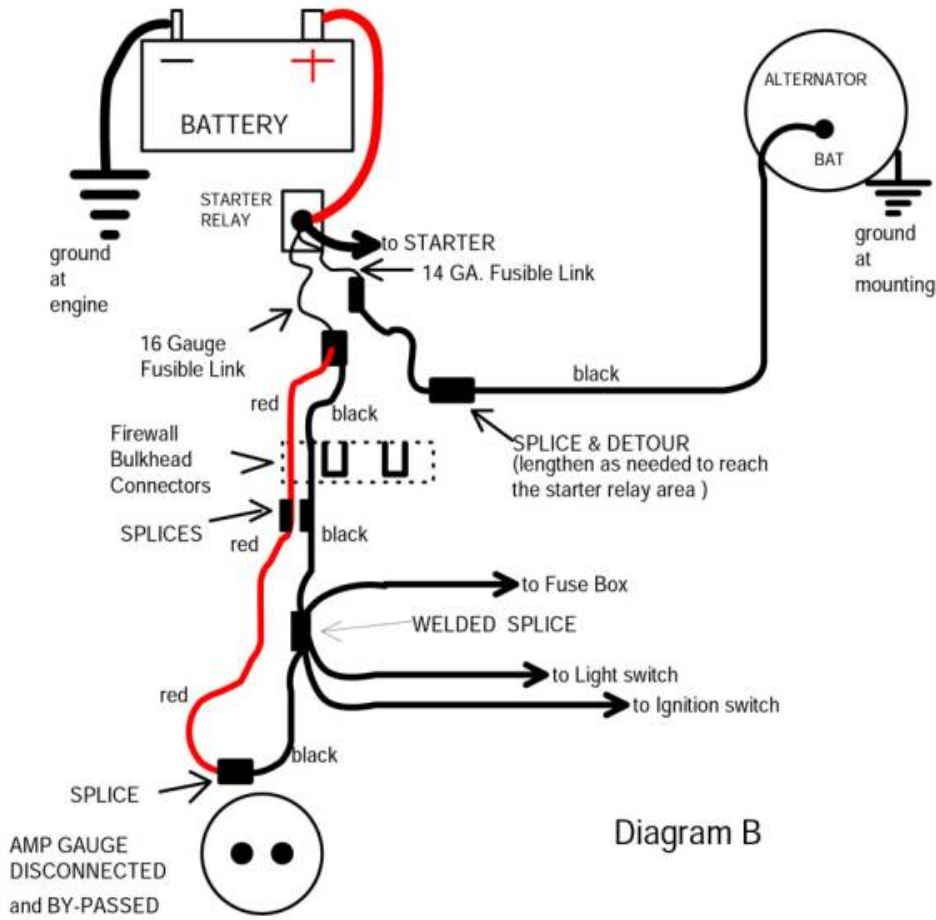 − +
BATTERY
ALTERNATOR
BAT
STARTER
RELAY
to STARTER
14 GA. Fusible Link
ground
at
engine
ground
at
mounting
16 Gauge
Fusible Link
black
red
black
Firewall
Bulkhead
Connectors
SPLICE & DETOUR
(lengthen as needed to reach
the starter relay area )
SPLICES
red
black
to Fuse Box
WELDED SPLICE
to Light switch
to Ignition switch
red
black
SPLICE
AMP GAUGE
DISCONNECTED
and BY-PASSED
Diagram B